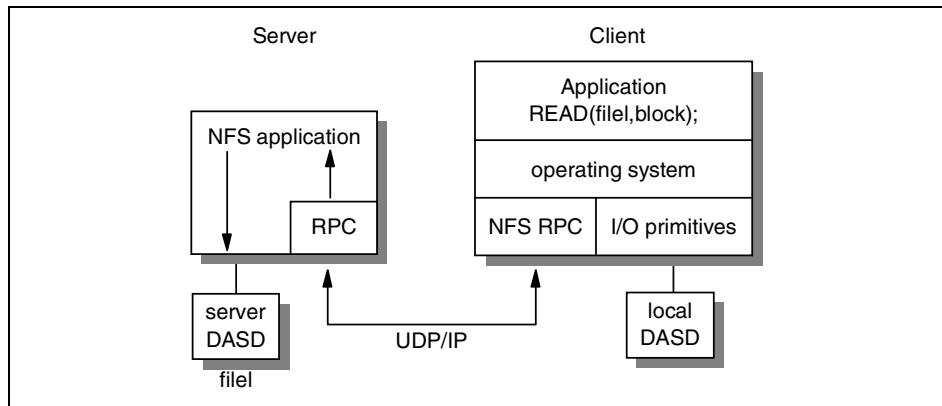 Server
Client
Application
READ(filel,block);
NFS application
operating system
RPC
NFS RPC
I/O primitives
server
DASD
local
DASD
UDP/IP
filel